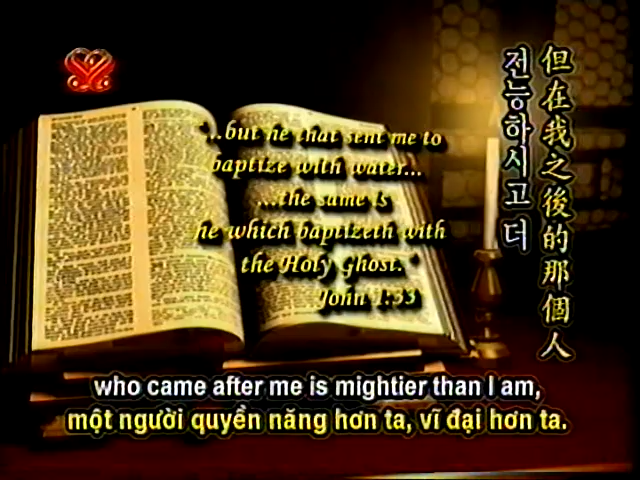 "...but he that sent me to
baptize with water...
...the same is
he which baptizeth with
the Holy Ghost."
John 1:33
但在我之後的那個人
전능하시고 더
who came after me is mightier than I am,
một người quyền năng hơn ta, vĩ đại hơn ta.